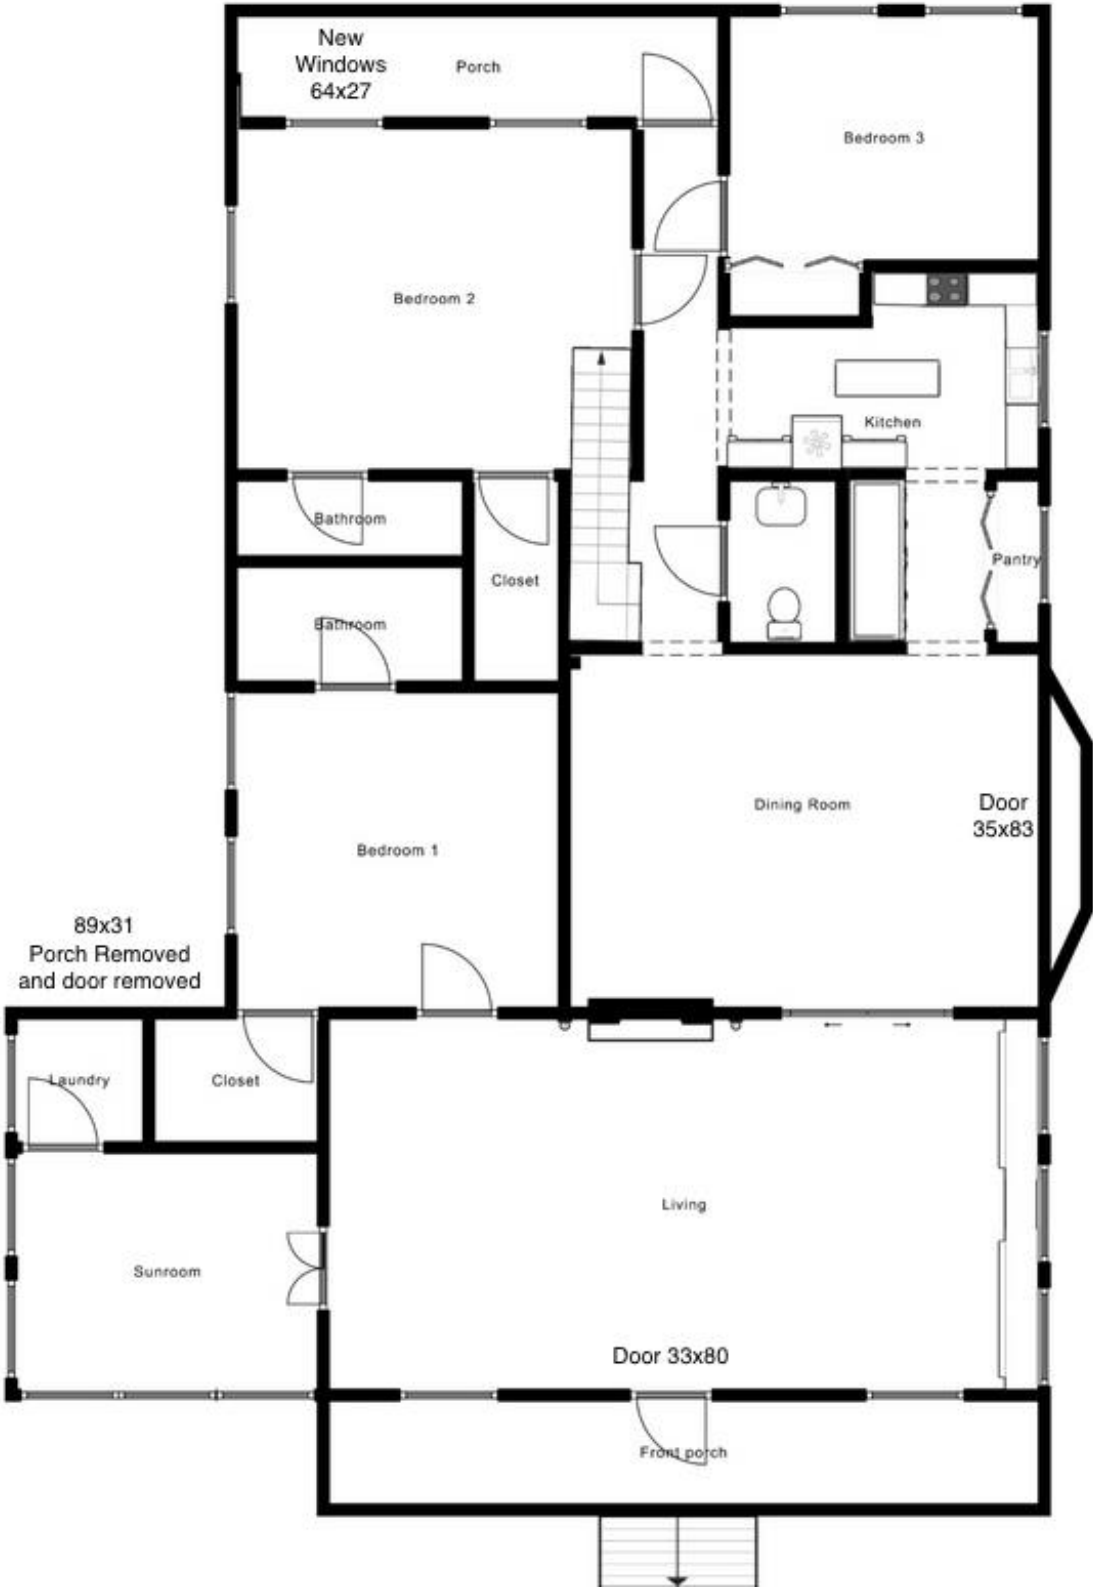 New
Windows
64x27
Porch
Bedroom 3
Bedroom 2
Kitchen
Bathroom
Pantry
Closet
Bathroom
Dining Room
Door
35x83
Bedroom 1
89x31
Porch Removed
and door removed
Laundry
Closet
Living
Sunroom
Door 33x80
Front porch